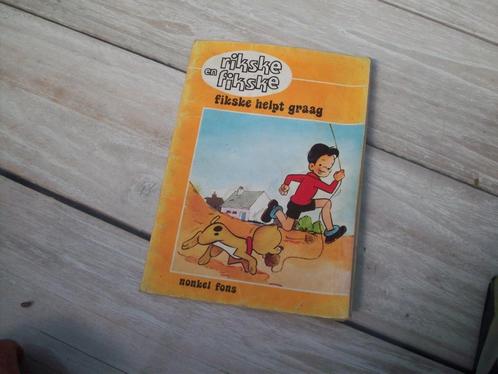 rikske
en
fikske
fikske helpt graag
nonkel fons